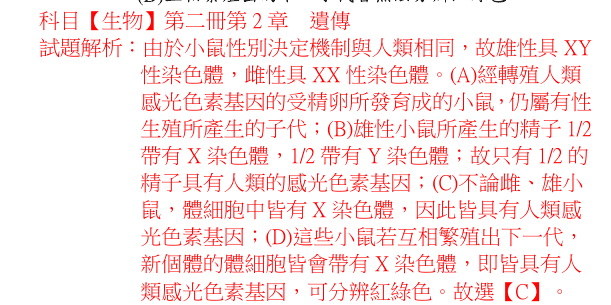 科目【生物】第二冊第 2 章　遺傳
試題解析：由於小鼠性別決定機制與人類相同，故雄性具 XY
性染色體，雌性具 XX 性染色體。(A)經轉殖人類
感光色素基因的受精卵所發育成的小鼠，仍屬有性
生殖所產生的子代；(B)雄性小鼠所產生的精子 1/2
帶有 X 染色體，1/2 帶有 Y 染色體；故只有 1/2 的
精子具有人類的感光色素基因；(C)不論雌、雄小
鼠，體細胞中皆有 X 染色體，因此皆具有人類感
光色素基因；(D)這些小鼠若互相繁殖出下一代，
新個體的體細胞皆會帶有 X 染色體，即皆具有人
類感光色素基因，可分辨紅綠色。故選【C】。